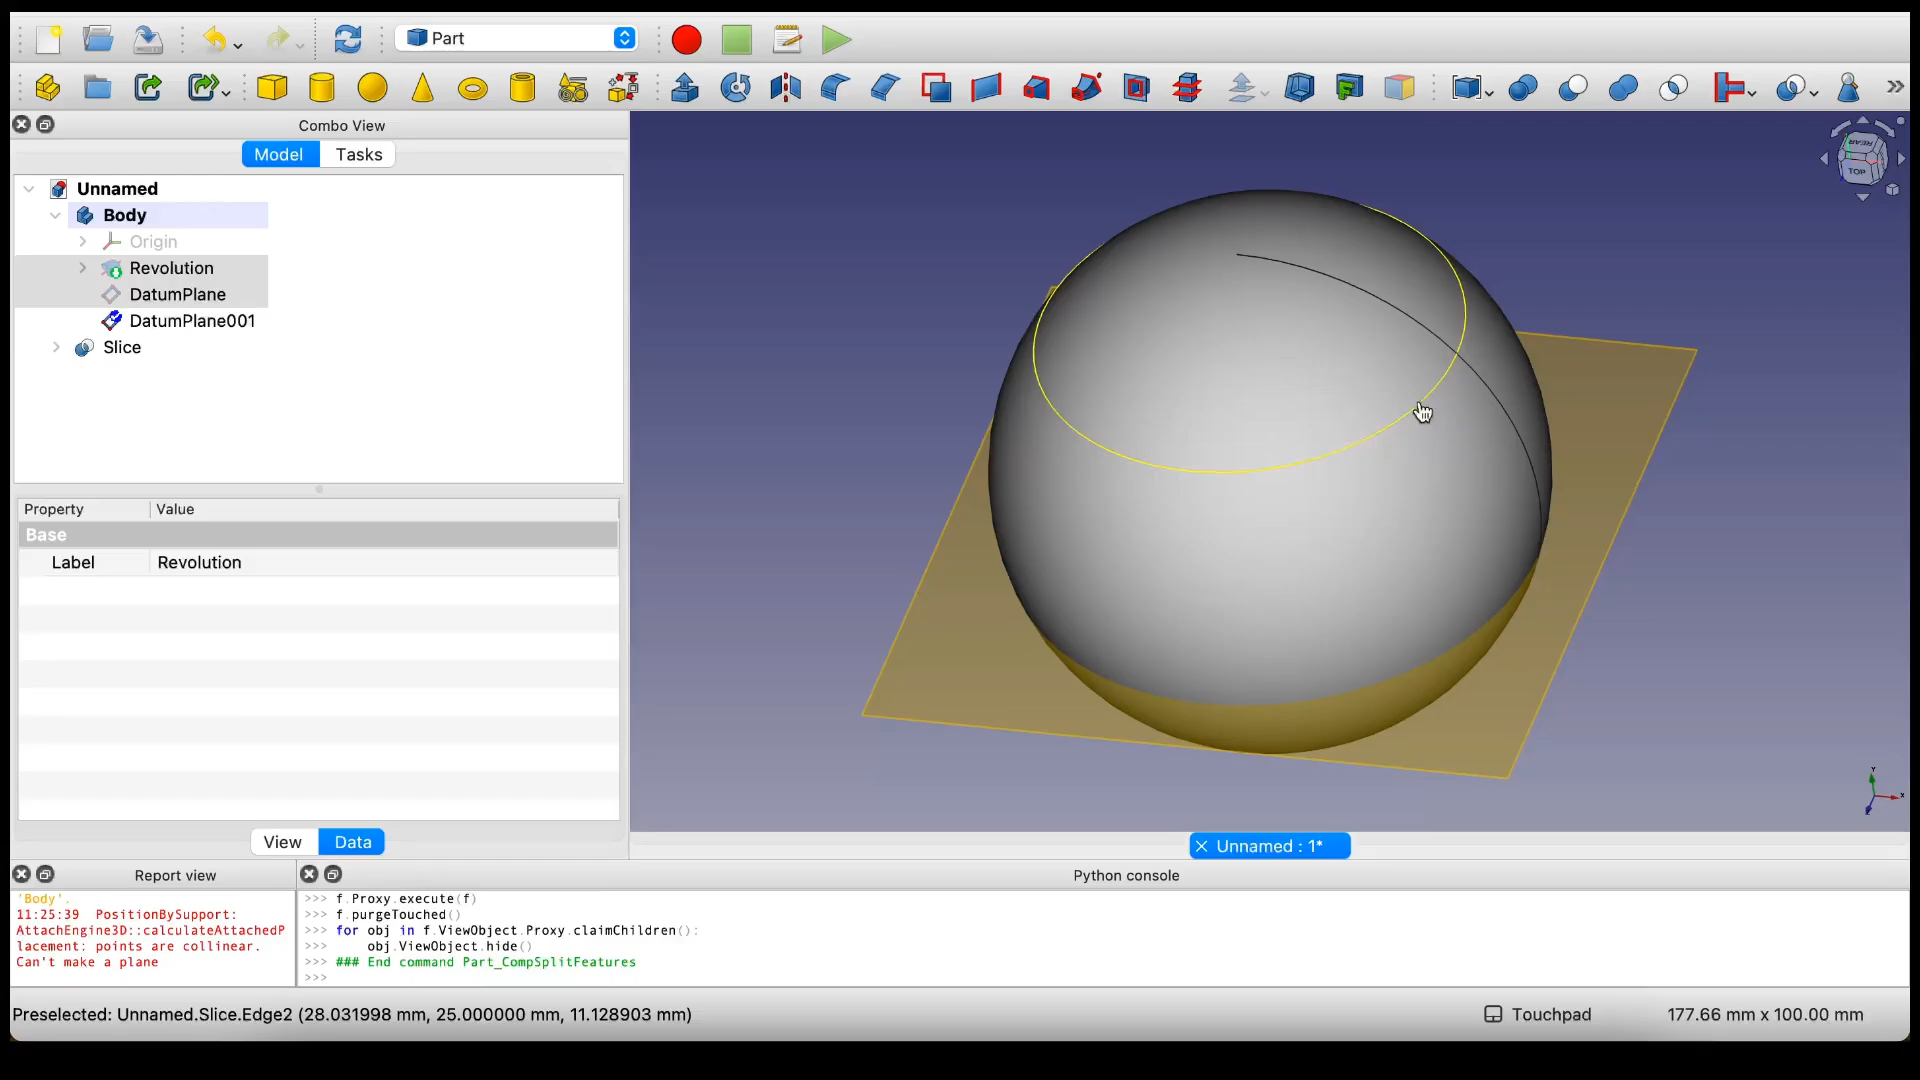 Part
Combo View
Model Tasks
Unnamed
Body
Origin
Revolution
DatumPlane
DatumPlane001
Slice
Property Value
Base
Label Revolution
View Data
REAR
TOP
Y
X
Unnamed : 1*
Report view
'Body'.
11:25:39 PositionBySupport:
AttachEngine3D::calculateAttachedP
lacement: points are collinear.
Can't make a plane
Python console
>>> f.Proxy.execute(f)
>>> f.purgeTouched()
>>> for obj in f.ViewObject.Proxy.claimChildren():
>>>     obj.ViewObject.hide()
>>> ### End command Part_CompSplitFeatures
>>>
Preselected: Unnamed.Slice.Edge2 (28.031998 mm, 25.000000 mm, 11.128903 mm)
Touchpad
177.66 mm x 100.00 mm